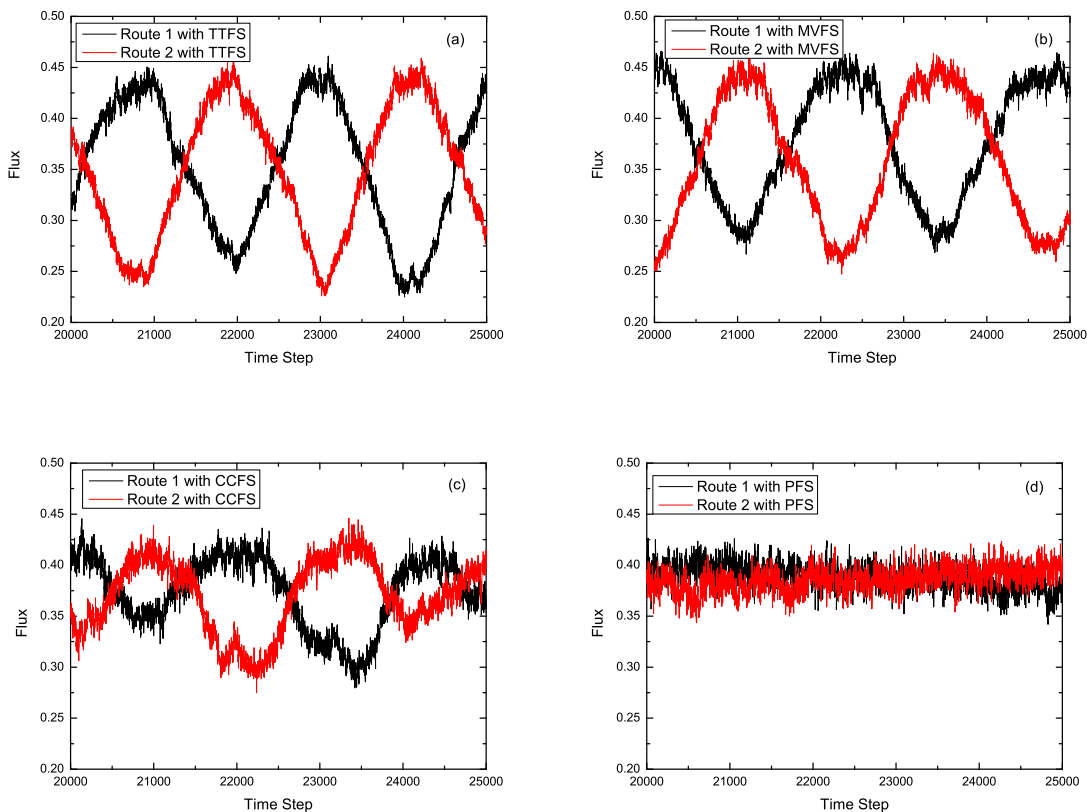 Route 1 with TTFS
Route 2 with TTFS
(a)
0.50
0.45
0.40
0.35
0.30
0.25
0.20
Flux
20000 21000 22000 23000 24000 25000
Time Step
Route 1 with MVFS
Route 2 with MVFS
(b)
0.50
0.45
0.40
0.35
0.30
0.25
0.20
Flux
20000 21000 22000 23000 24000 25000
Time Step
Route 1 with CCFS
Route 2 with CCFS
(c)
0.50
0.45
0.40
0.35
0.30
0.25
0.20
Flux
20000 21000 22000 23000 24000 25000
Time Step
Route 1 with PFS
Route 2 with PFS
(d)
0.50
0.45
0.40
0.35
0.30
0.25
0.20
Flux
20000 21000 22000 23000 24000 25000
Time Step